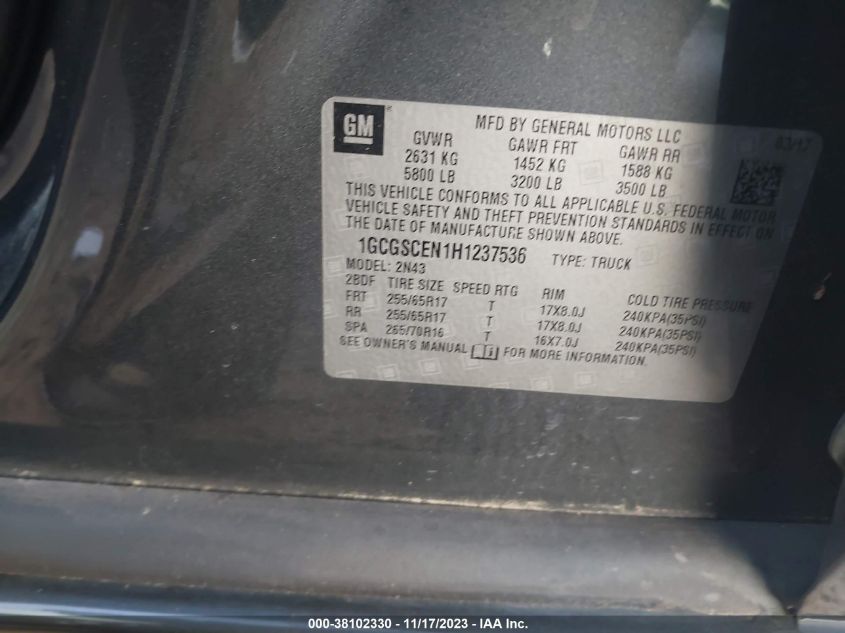 GM
MFD BY GENERAL MOTORS LLC
03/17
GVWR GAWR FRT GAWR RR
2631 KG 1452 KG 1588 KG
5800 LB 3200 LB 3500 LB
THIS VEHICLE CONFORMS TO ALL APPLICABLE U.S. FEDERAL MOTOR
VEHICLE SAFETY AND THEFT PREVENTION STANDARDS IN EFFECT ON
THE DATE OF MANUFACTURE SHOWN ABOVE.
1GCGSCEN1H1237536 TYPE: TRUCK
MODEL: 2N43
2BDF TIRE SIZE SPEED RTG RIM COLD TIRE PRESSURE
FRT 255/65R17 T 17X8.0J 240KPA(35PSI)
RR 255/65R17 T 17X8.0J 240KPA(35PSI)
SPA 265/70R16 T 16X7.0J 240KPA(35PSI)
SEE OWNER'S MANUAL FOR MORE INFORMATION.
000-38102330 - 11/17/2023 - IAA Inc.